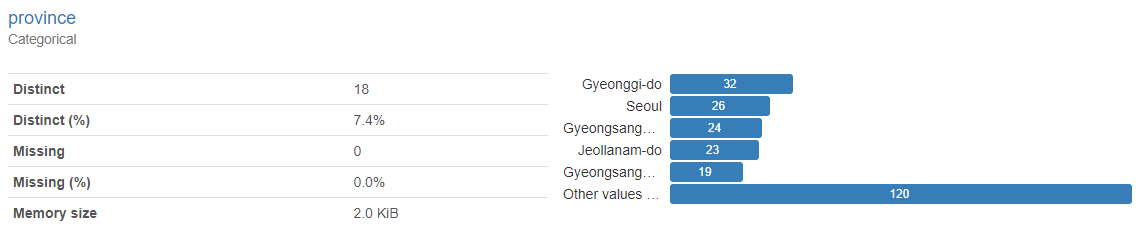 province
Categorical
Distinct 18
Distinct (%) 7.4%
Missing 0
Missing (%) 0.0%
Memory size 2.0 KiB
Gyeonggi-do 32
Seoul 26
Gyeongsang… 24
Jeollanam-do 23
Gyeongsang… 19
Other values … 120